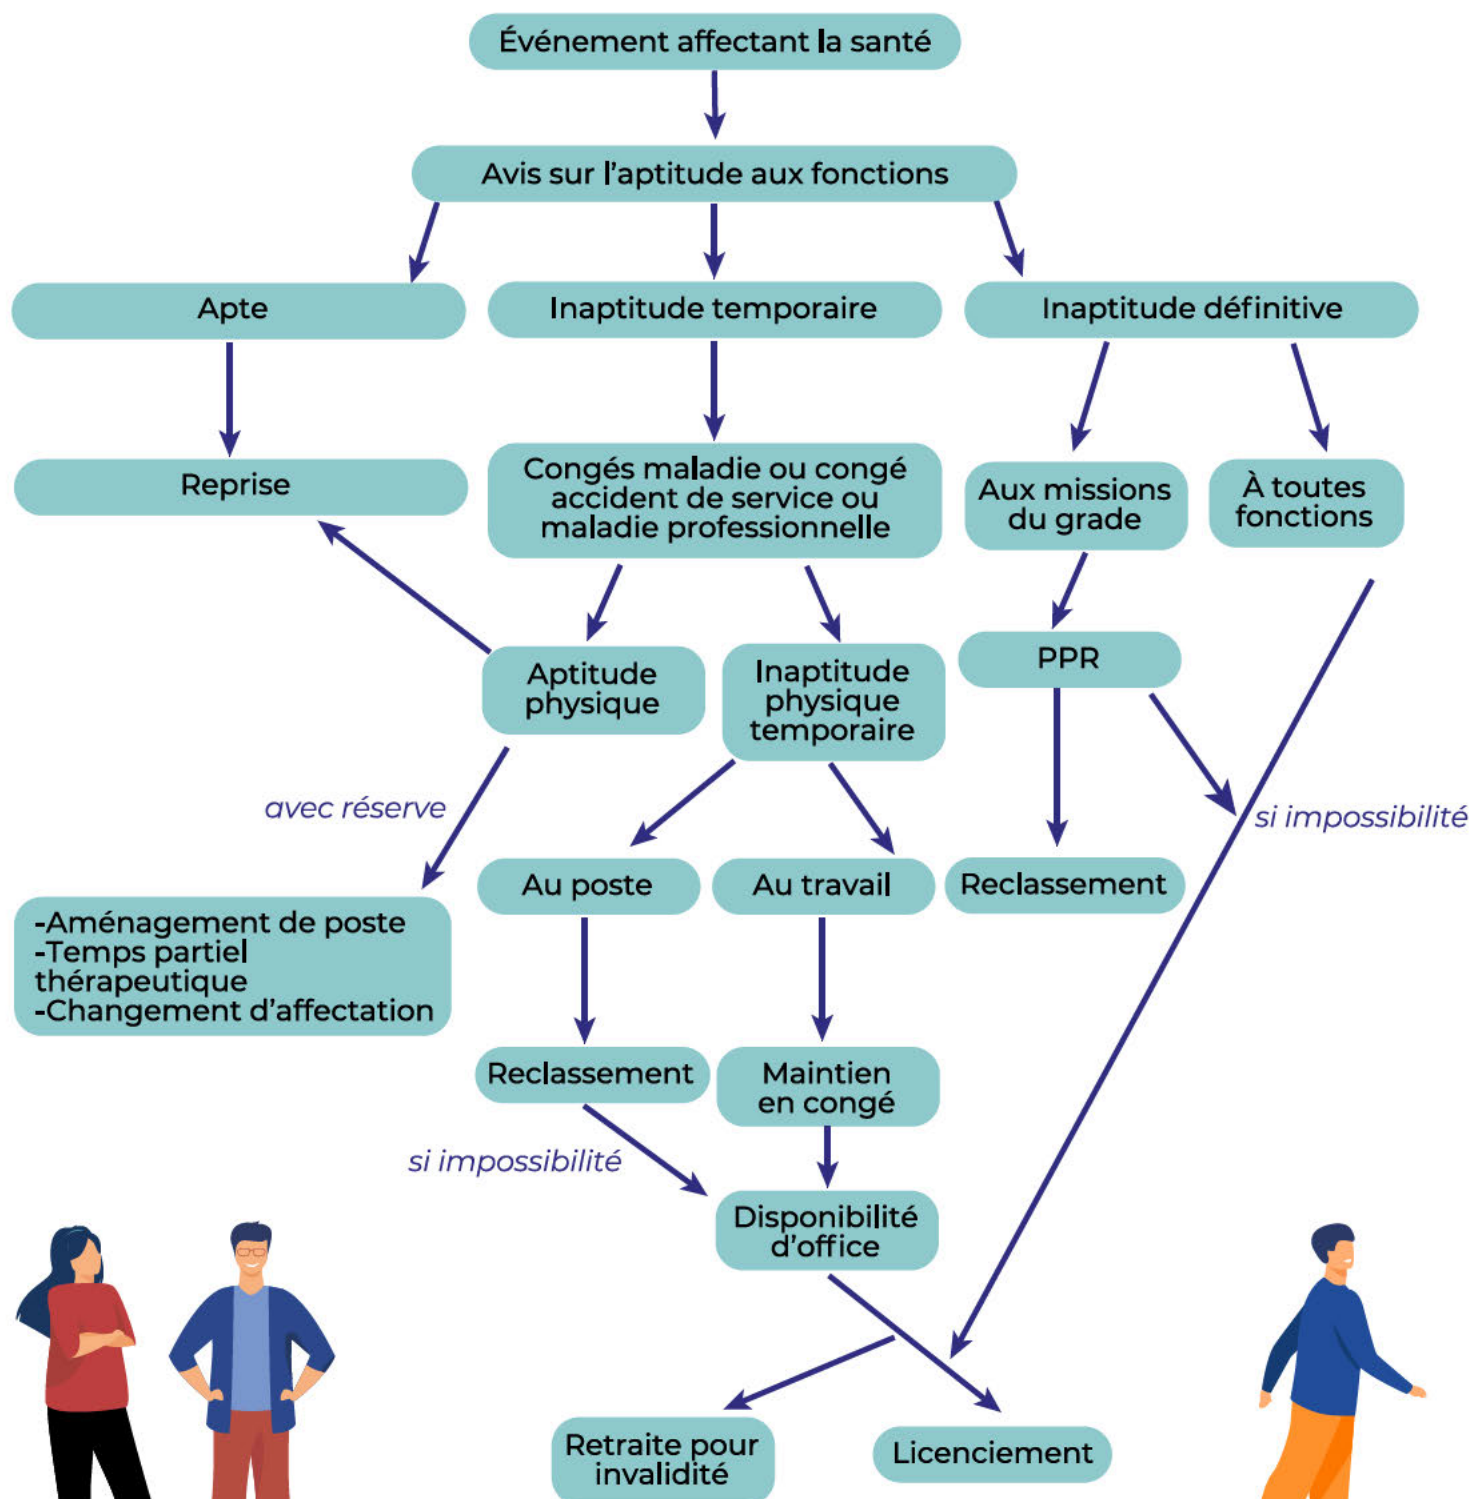 Événement affectant la santé
Avis sur l'aptitude aux fonctions
Apte
Inaptitude temporaire
Inaptitude définitive
Reprise
Congés maladie ou congé
accident de service ou
maladie professionnelle
Aux missions
du grade
À toutes
fonctions
Aptitude
physique
Inaptitude
physique
temporaire
PPR
avec réserve
si impossibilité
Au poste
Au travail
Reclassement
-Aménagement de poste
-Temps partiel
thérapeutique
-Changement d'affectation
Reclassement
Maintien
en congé
si impossibilité
Disponibilité
d'office
Retraite pour
invalidité
Licenciement